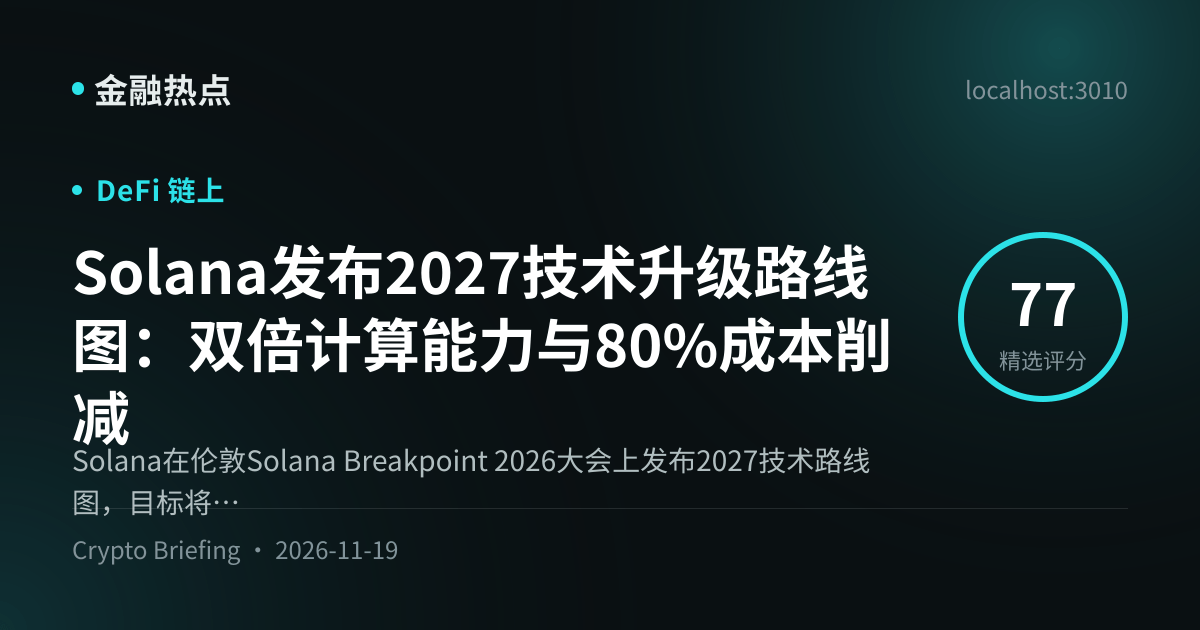 金融热点
localhost:3010
DeFi 链上
Solana发布2027技术升级路线
图：双倍计算能力与80%成本削
减
77
精选评分
Solana在伦敦Solana Breakpoint 2026大会上发布2027技术路线
图，目标将…
Crypto Briefing · 2026-11-19